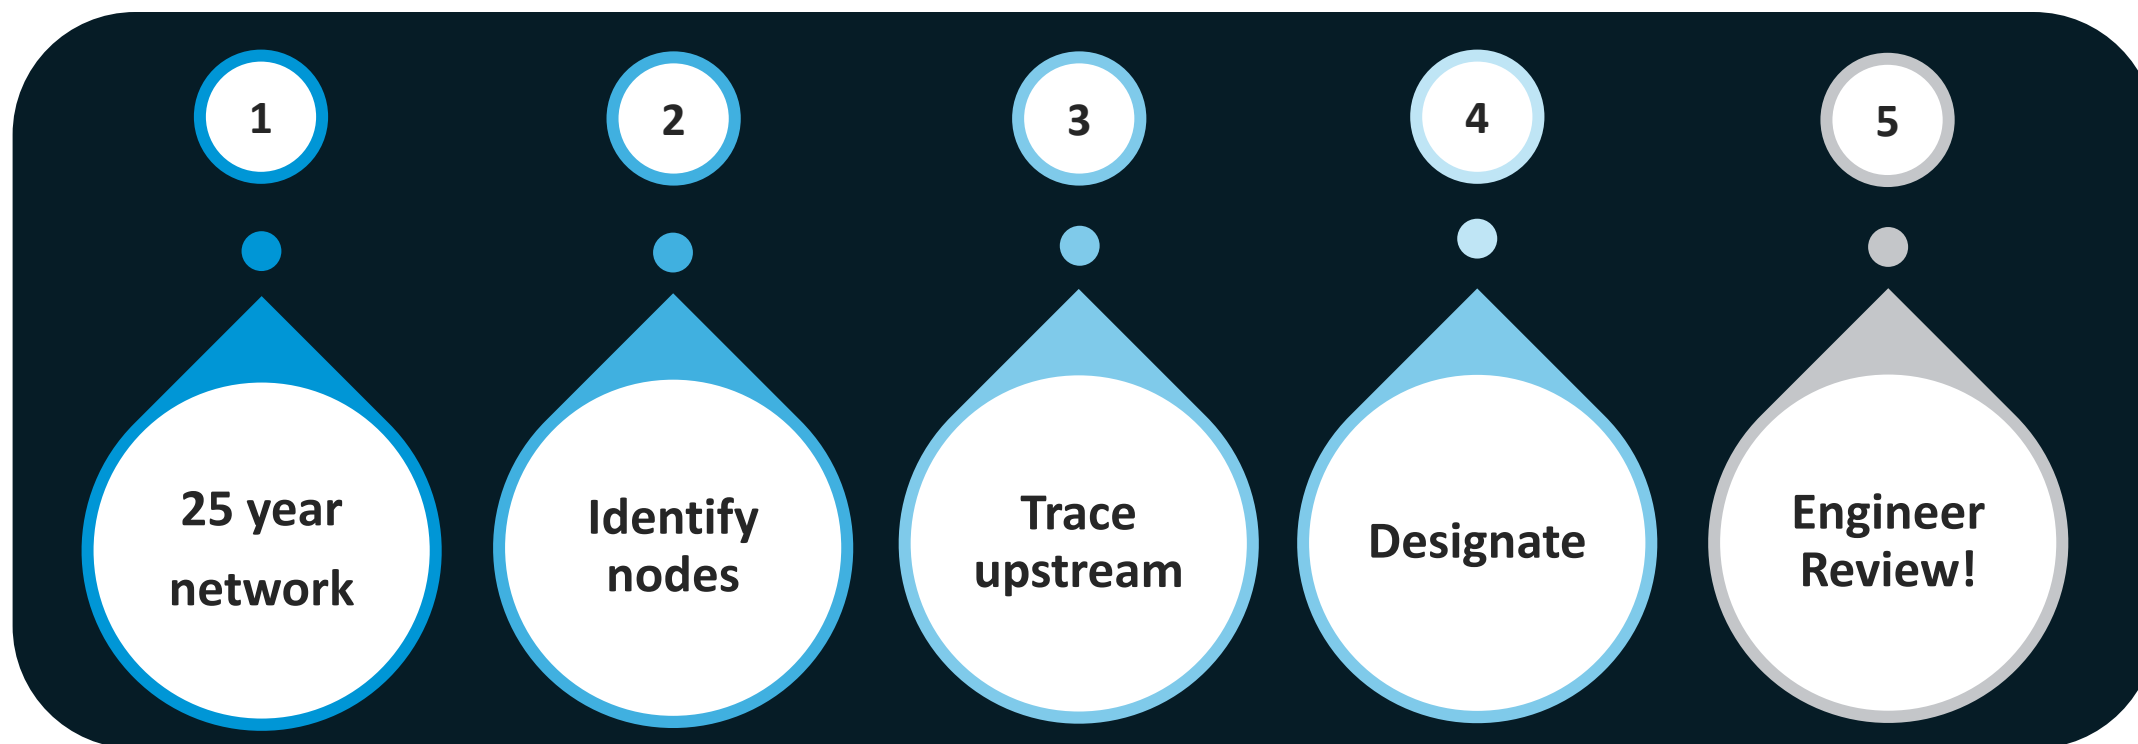 1
2
3
4
5
25 year
network
Identify
nodes
Trace
upstream
Designate
Engineer
Review!